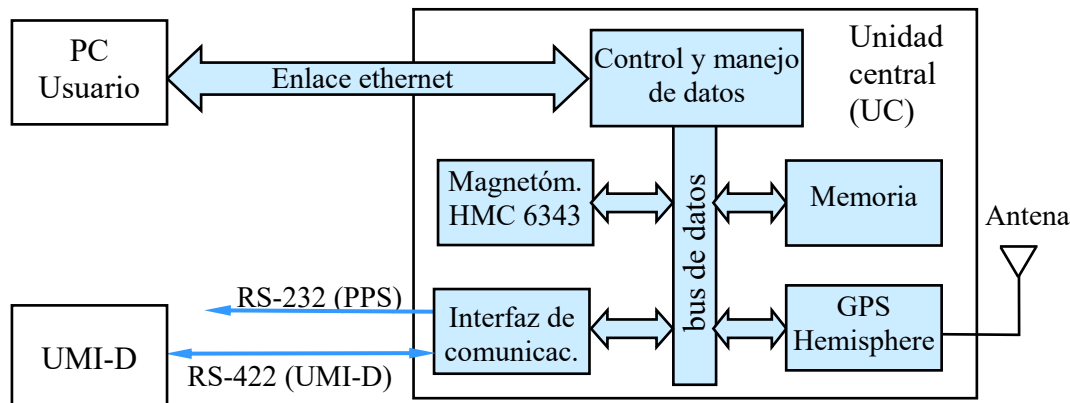 PC
Usuario
Enlace ethernet
Control y manejo
de datos
Unidad
central
(UC)
Magnetóm.
HMC 6343
bus de datos
Memoria
Antena
RS-232 (PPS)
Interfaz de
comunicac.
GPS
Hemisphere
UMI-D
RS-422 (UMI-D)